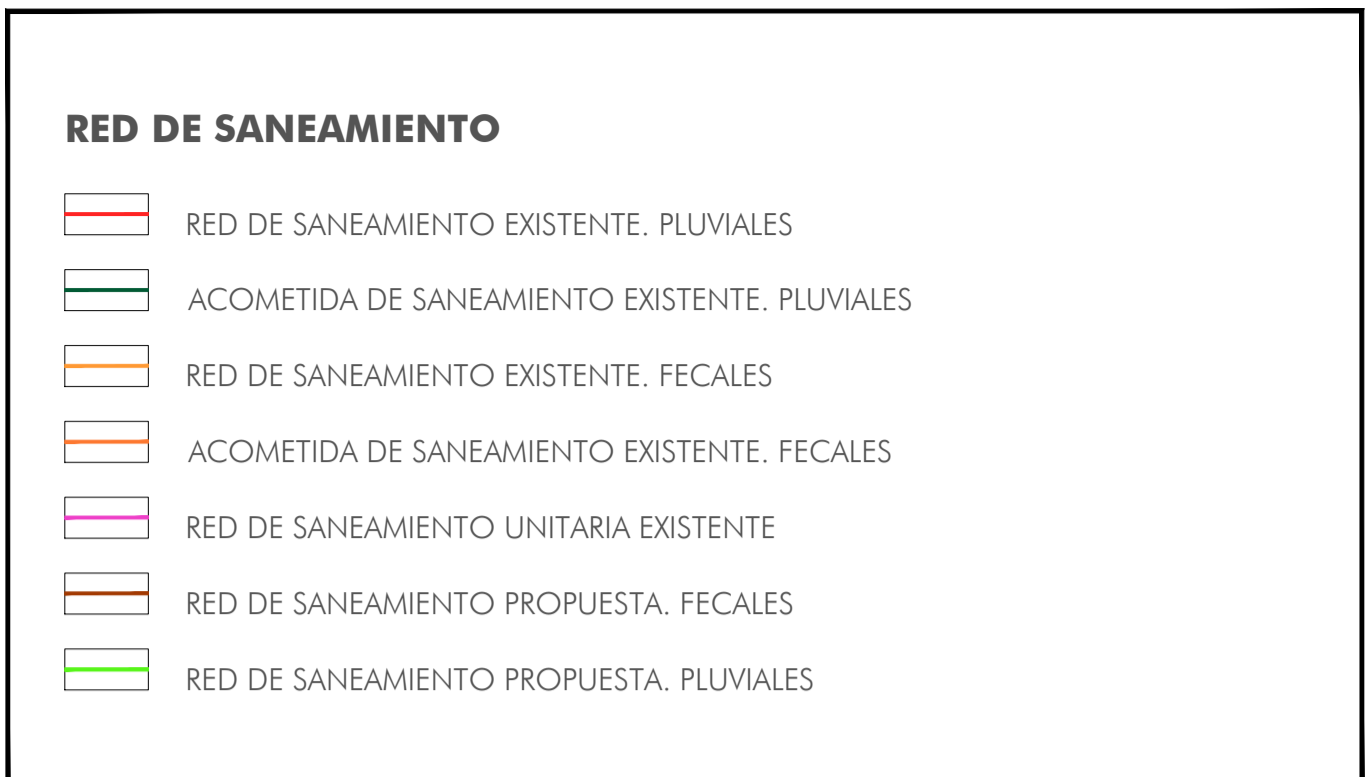 RED DE SANEAMIENTO
RED DE SANEAMIENTO EXISTENTE. PLUVIALES
ACOMETIDA DE SANEAMIENTO EXISTENTE. PLUVIALES
RED DE SANEAMIENTO EXISTENTE. FECALES
ACOMETIDA DE SANEAMIENTO EXISTENTE. FECALES
RED DE SANEAMIENTO UNITARIA EXISTENTE
RED DE SANEAMIENTO PROPUESTA. FECALES
RED DE SANEAMIENTO PROPUESTA. PLUVIALES